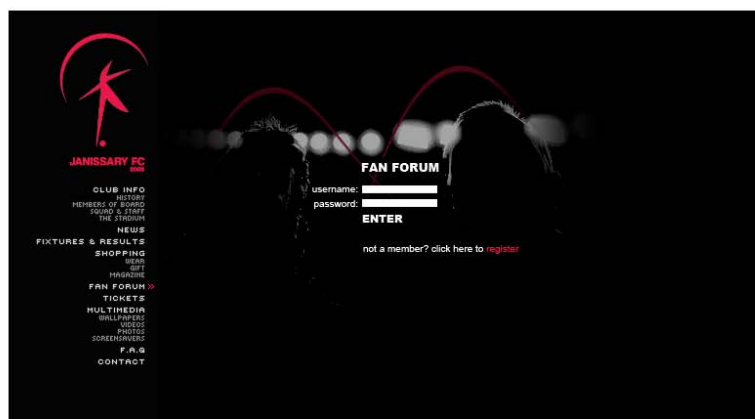 JANISSARY FC
2005
CLUB INFO
HISTORY
MEMBERS OF BOARD
SQUAD & STAFF
THE STADIUM
NEWS
FIXTURES & RESULTS
SHOPPING
WEAR
GIFT
MAGAZINE
FAN FORUM »
TICKETS
MULTIMEDIA
WALLPAPERS
VIDEOS
PHOTOS
SCREENSAVERS
F.A.Q
CONTACT
FAN FORUM
username:
password:
ENTER
not a member? click here to register